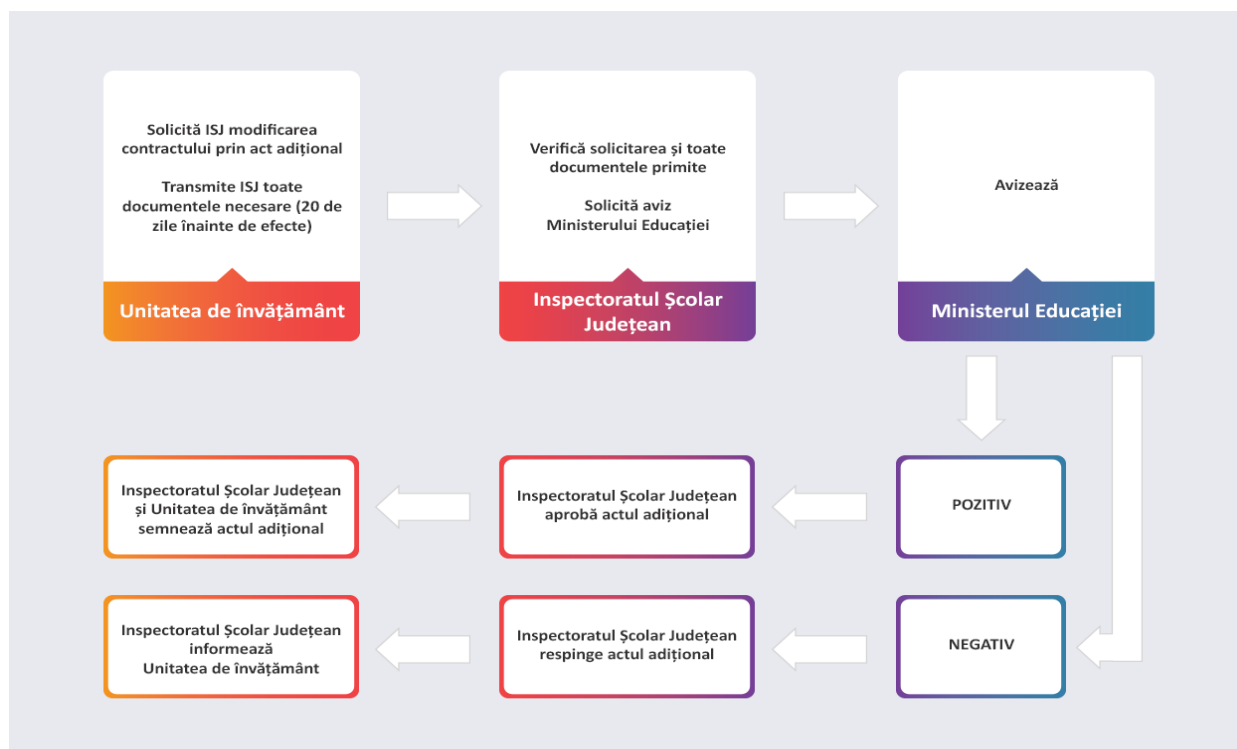 Solicită ISJ modificarea
contractului prin act adițional
Transmite ISJ toate
documentele necesare (20 de
zile înainte de efecte)
Unitatea de învățământ
Verifică solicitarea și toate
documentele primite
Solicită aviz
Ministerului Educației
Inspectoratul Școlar
Județean
Avizează
Ministerul Educației
Inspectoratul Școlar Județean
și Unitatea de învățământ
semnează actul adițional
Inspectoratul Școlar Județean
aprobă actul adițional
POZITIV
Inspectoratul Școlar Județean
informează
Unitatea de învățământ
Inspectoratul Școlar Județean
respinge actul adițional
NEGATIV